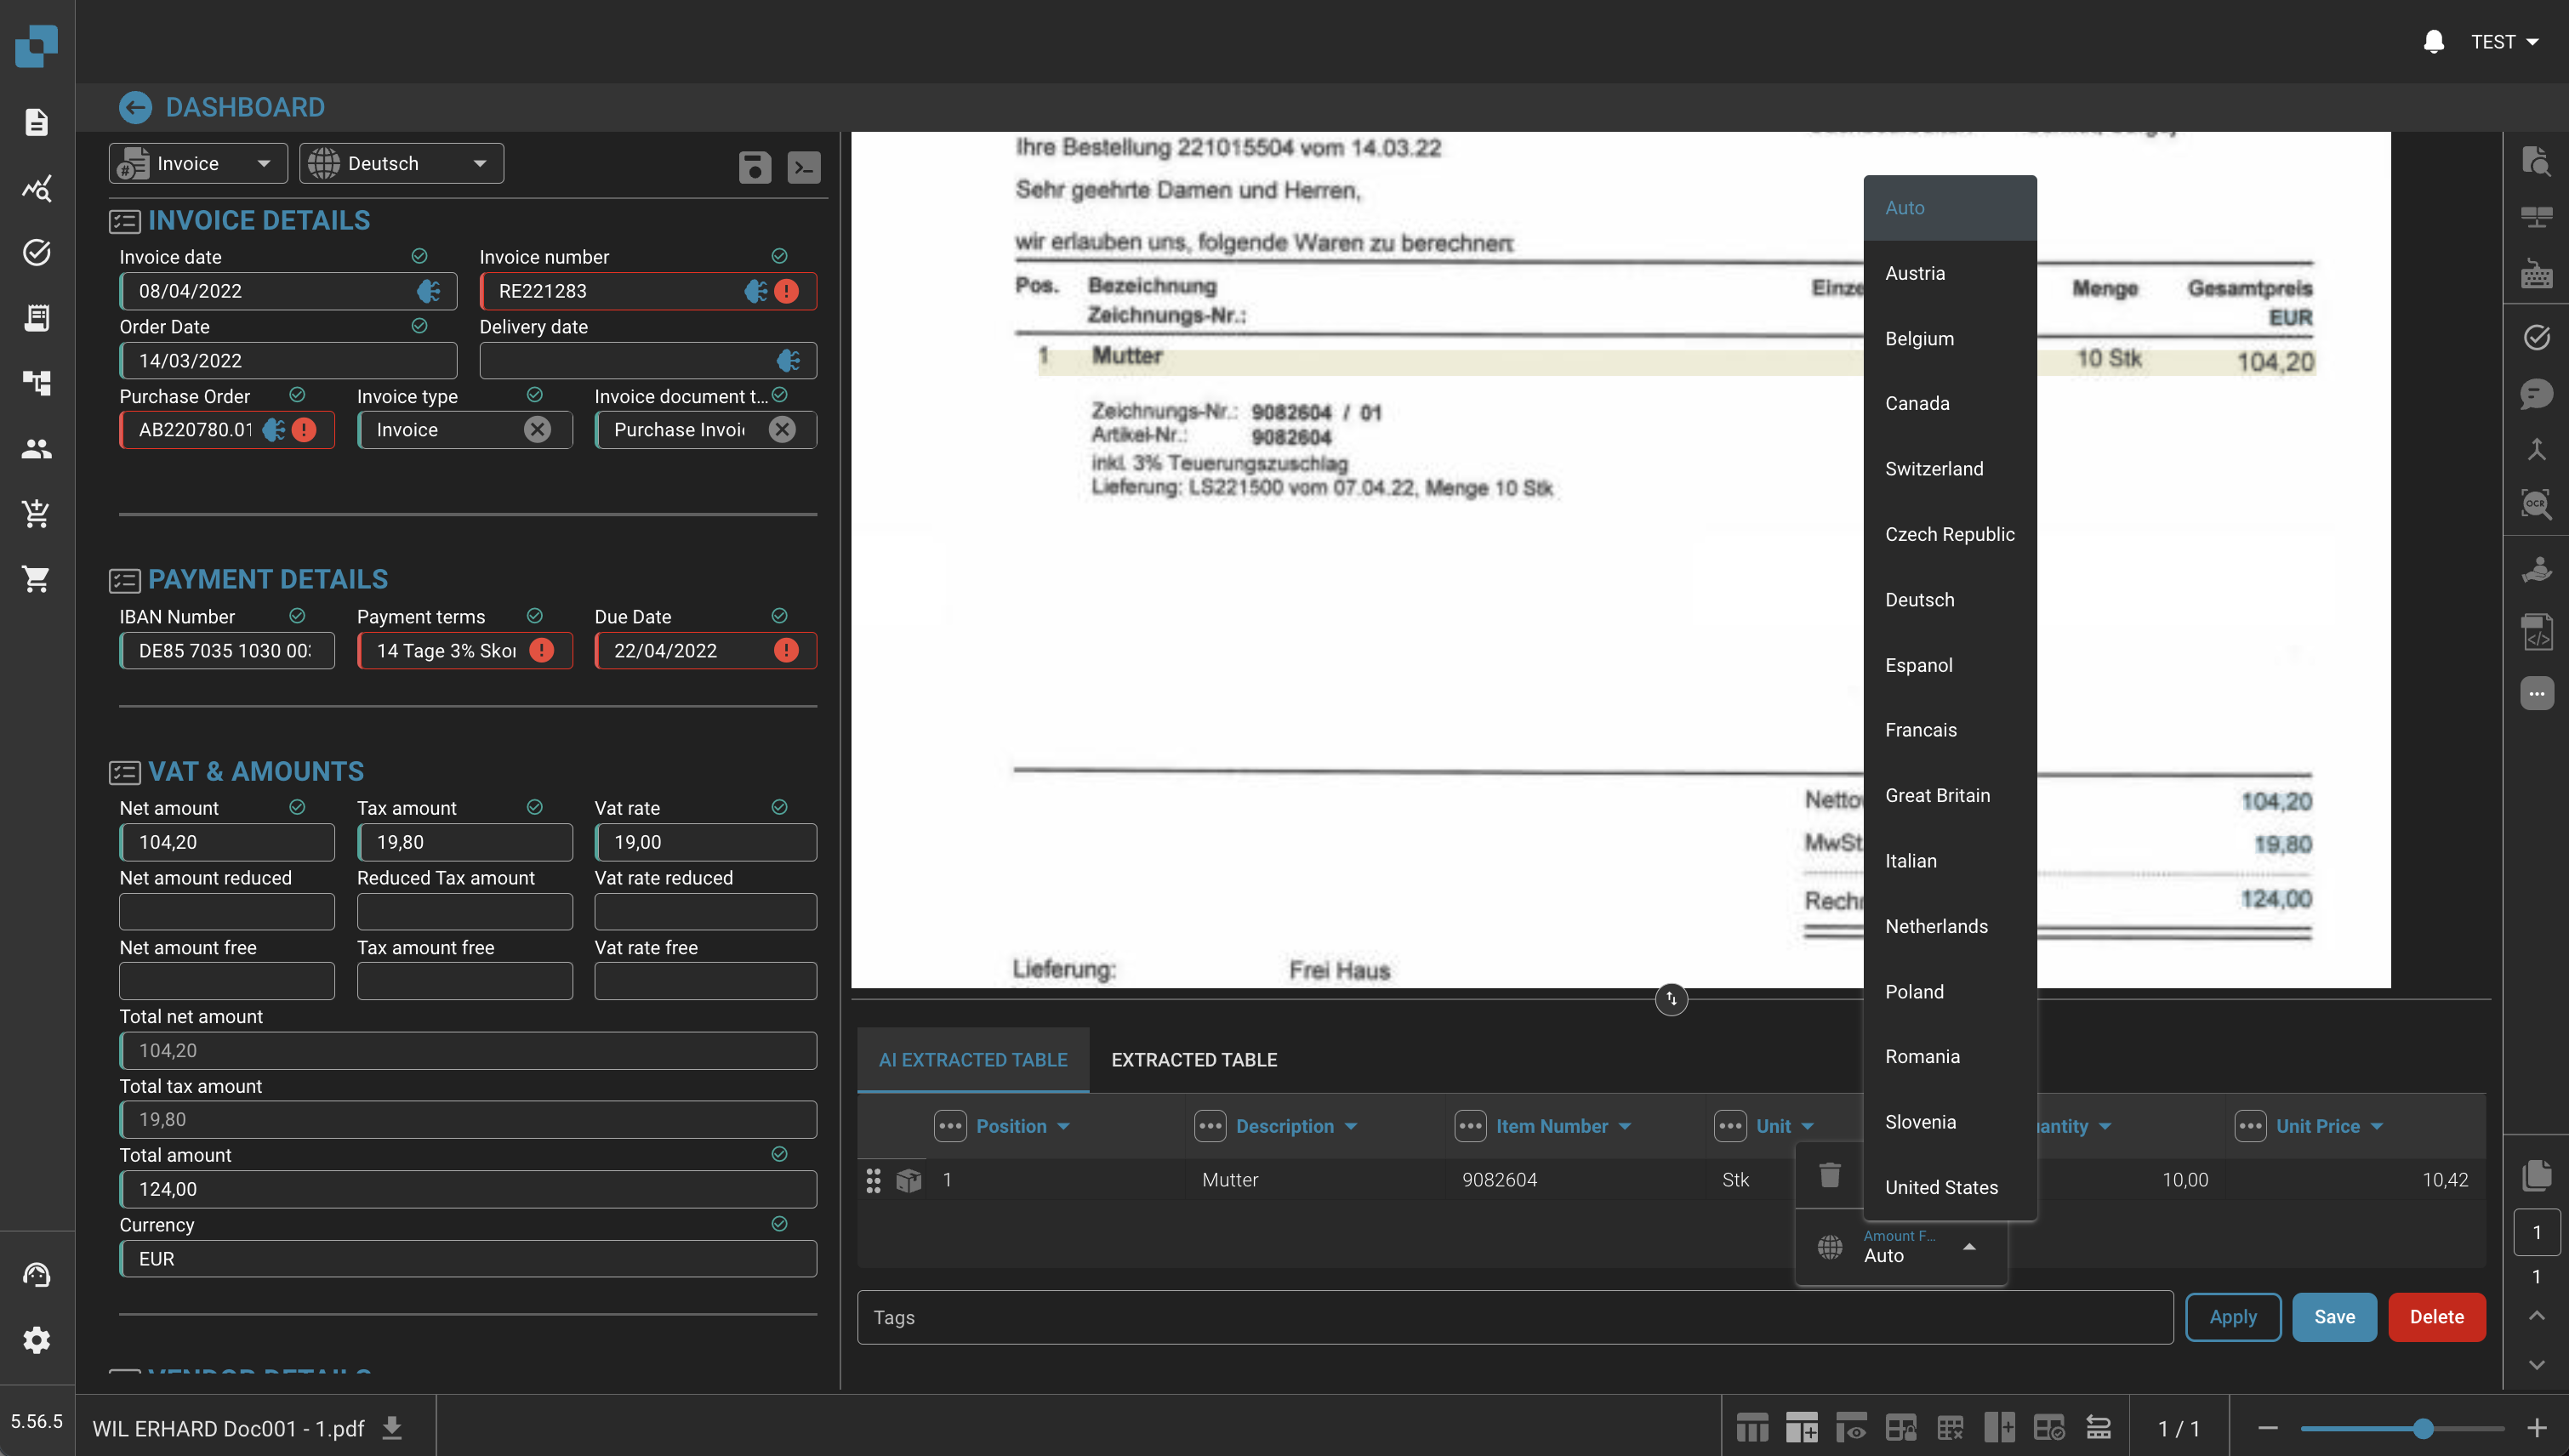 TEST
DASHBOARD
Invoice
Deutsch
INVOICE DETAILS
Invoice date
Invoice number
08/04/2022
RE221283
Order Date
Delivery date
14/03/2022
Purchase Order
Invoice type
Invoice document t...
AB220780.01
Invoice
Purchase Invoi
PAYMENT DETAILS
IBAN Number
Payment terms
Due Date
DE85 7035 1030 00
14 Tage 3% Skon
22/04/2022
VAT & AMOUNTS
Net amount
Tax amount
Vat rate
104,20
19,80
19,00
Net amount reduced
Reduced Tax amount
Vat rate reduced
Net amount free
Tax amount free
Vat rate free
Total net amount
104,20
Total tax amount
19,80
Total amount
124,00
Currency
EUR
VENDOR DETAILS
Ihre Bestellung 221015504 vom 14.03.22
Sehr geehrte Damen und Herren,
wir erlauben uns, folgende Waren zu berechnen:
Pos. Bezeichnung Einze Menge Gesamtpreis
Zeichnungs-Nr.: EUR
1 Mutter 10 Stk 104,20
Zeichnungs-Nr.: 9082604 / 01
Artikel-Nr.: 9082604
inkl. 3% Teuerungszuschlag
Lieferung: LS221500 vom 07.04.22, Menge 10 Stk
Netto 104,20
MwSt 19,80
Rech 124,00
Lieferung: Frei Haus
Auto
Austria
Belgium
Canada
Switzerland
Czech Republic
Deutsch
Espanol
Francais
Great Britain
Italian
Netherlands
Poland
Romania
Slovenia
United States
Amount F...
Auto
AI EXTRACTED TABLE
EXTRACTED TABLE
Position
Description
Item Number
Unit
antity
Unit Price
1
Mutter
9082604
Stk
10,00
10,42
Tags
Apply
Save
Delete
OCR
1
1
5.56.5
WIL ERHARD Doc001 - 1.pdf
1 / 1